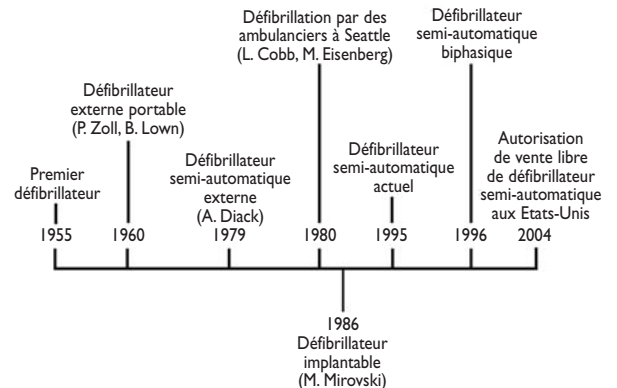 Premier
défibrillateur
1955
Défibrillateur
externe portable
(P. Zoll, B. Lown)
1960
Défibrillateur
semi-automatique
externe
(A. Diack)
1979
Défibrillation par des
ambulanciers à Seattle
(L. Cobb, M. Eisenberg)
1980
1986
Défibrillateur
implantable
(M. Mirovski)
Défibrillateur
semi-automatique
actuel
1995
Défibrillateur
semi-automatique
biphasique
1996
Autorisation
de vente libre
de défibrillateur
semi-automatique
aux Etats-Unis
2004